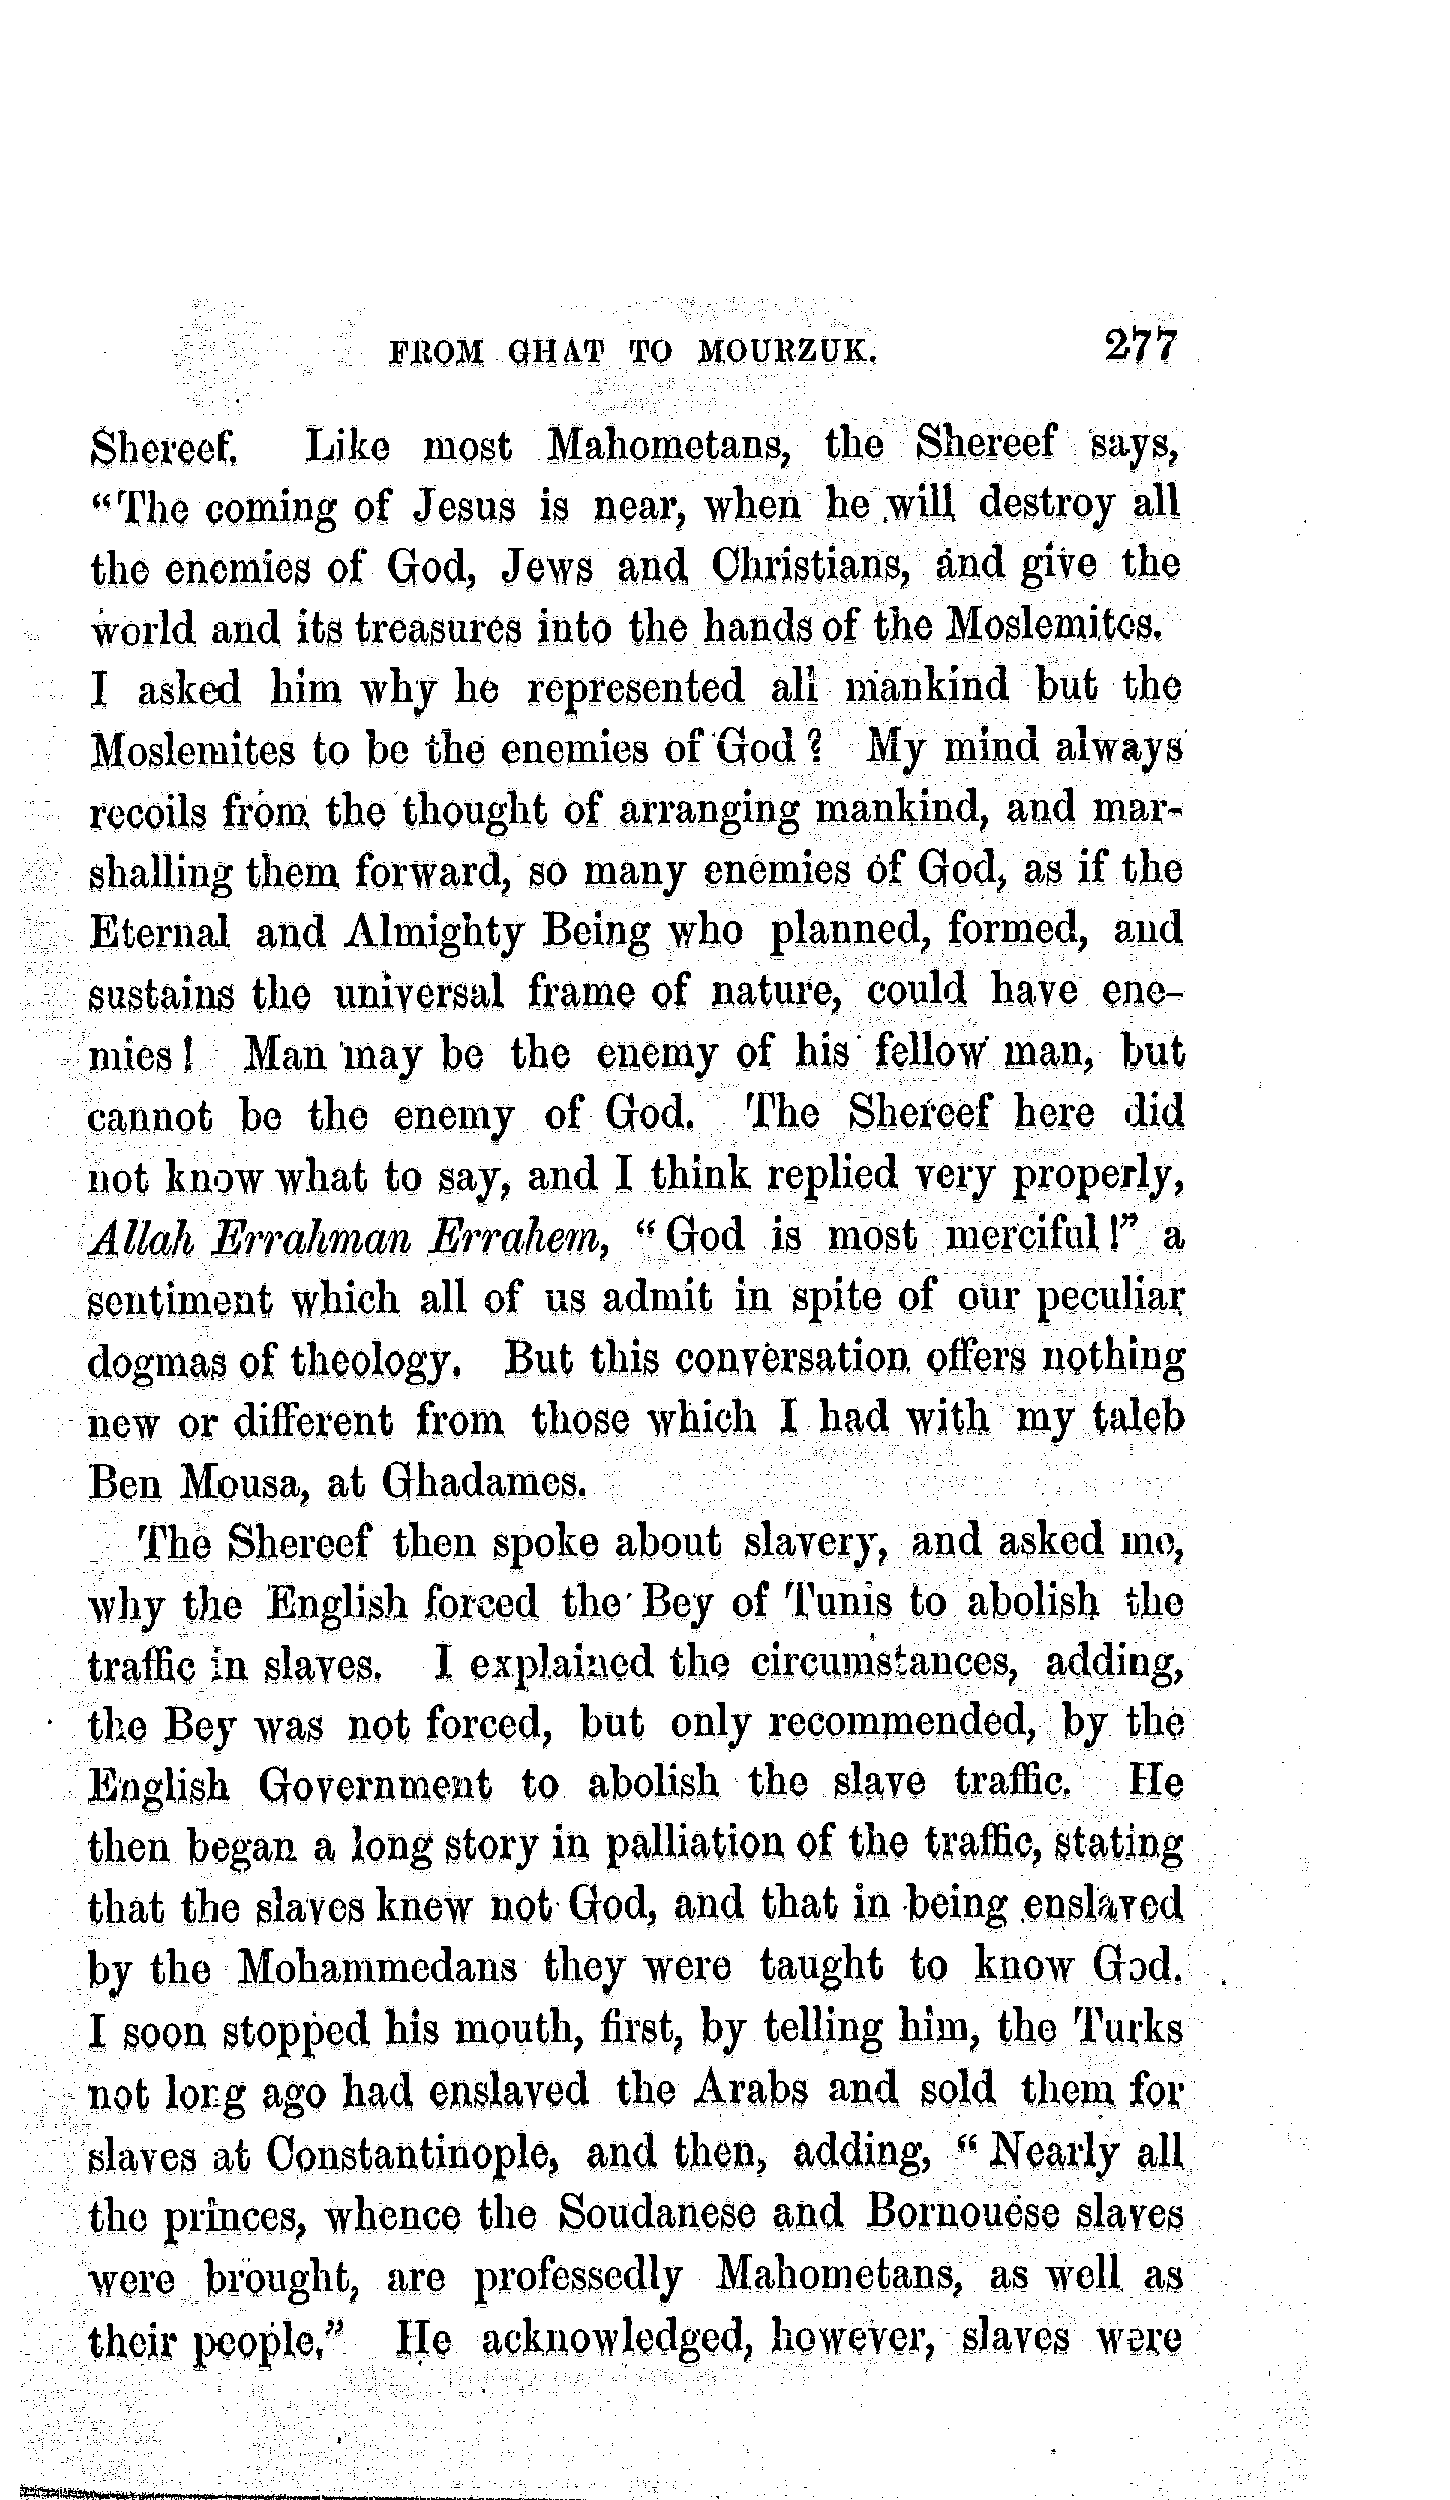 FROM GHAT TO MOURZUK. 277
Shereef. Like most Mahometans, the Shereef says,
“The coming of Jesus is near, when he will destroy all
the enemies of God, Jews and Christians, and give the
world and its treasures into the hands of the Moslemites.
I asked him why he represented all mankind but the
Moslemites to be the enemies of God? My mind always
recoils from the thought of arranging mankind, and mar-
shalling them forward, so many enemies of God, as if the
Eternal and Almighty Being who planned, formed, and
sustains the universal frame of nature, could have ene-
mies! Man may be the enemy of his fellow man, but
cannot be the enemy of God. The Shereef here did
not know what to say, and I think replied very properly,
Allah Errahman Errahem, “God is most merciful!” a
sentiment which all of us admit in spite of our peculiar
dogmas of theology. But this conversation offers nothing
new or different from those which I had with my taleb
Ben Mousa, at Ghadames.
The Shereef then spoke about slavery, and asked me,
why the English forced the Bey of Tunis to abolish the
traffic in slaves. I explained the circumstances, adding,
the Bey was not forced, but only recommended, by the
English Government to abolish the slave traffic. He
then began a long story in palliation of the traffic, stating
that the slaves knew not God, and that in being enslaved
by the Mohammedans they were taught to know God.
I soon stopped his mouth, first, by telling him, the Turks
not long ago had enslaved the Arabs and sold them for
slaves at Constantinople, and then, adding, “Nearly all
the princes, whence the Soudanese and Bornouese slaves
were brought, are professedly Mahometans, as well as
their people.” He acknowledged, however, slaves were